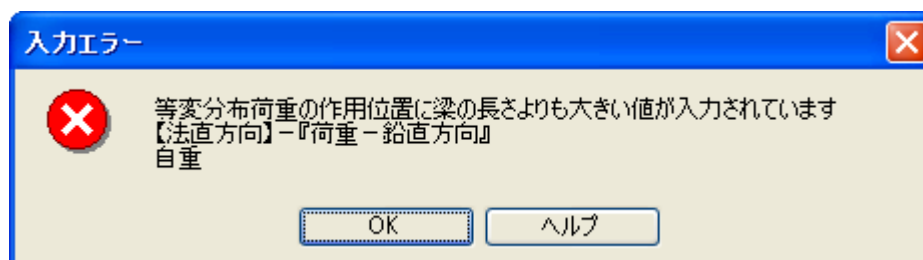 入力エラー
等変分布荷重の作用位置に梁の長さよりも大きい値が入力されています
【法直方向】－『荷重－鉛直方向』
自重
OK
ヘルプ